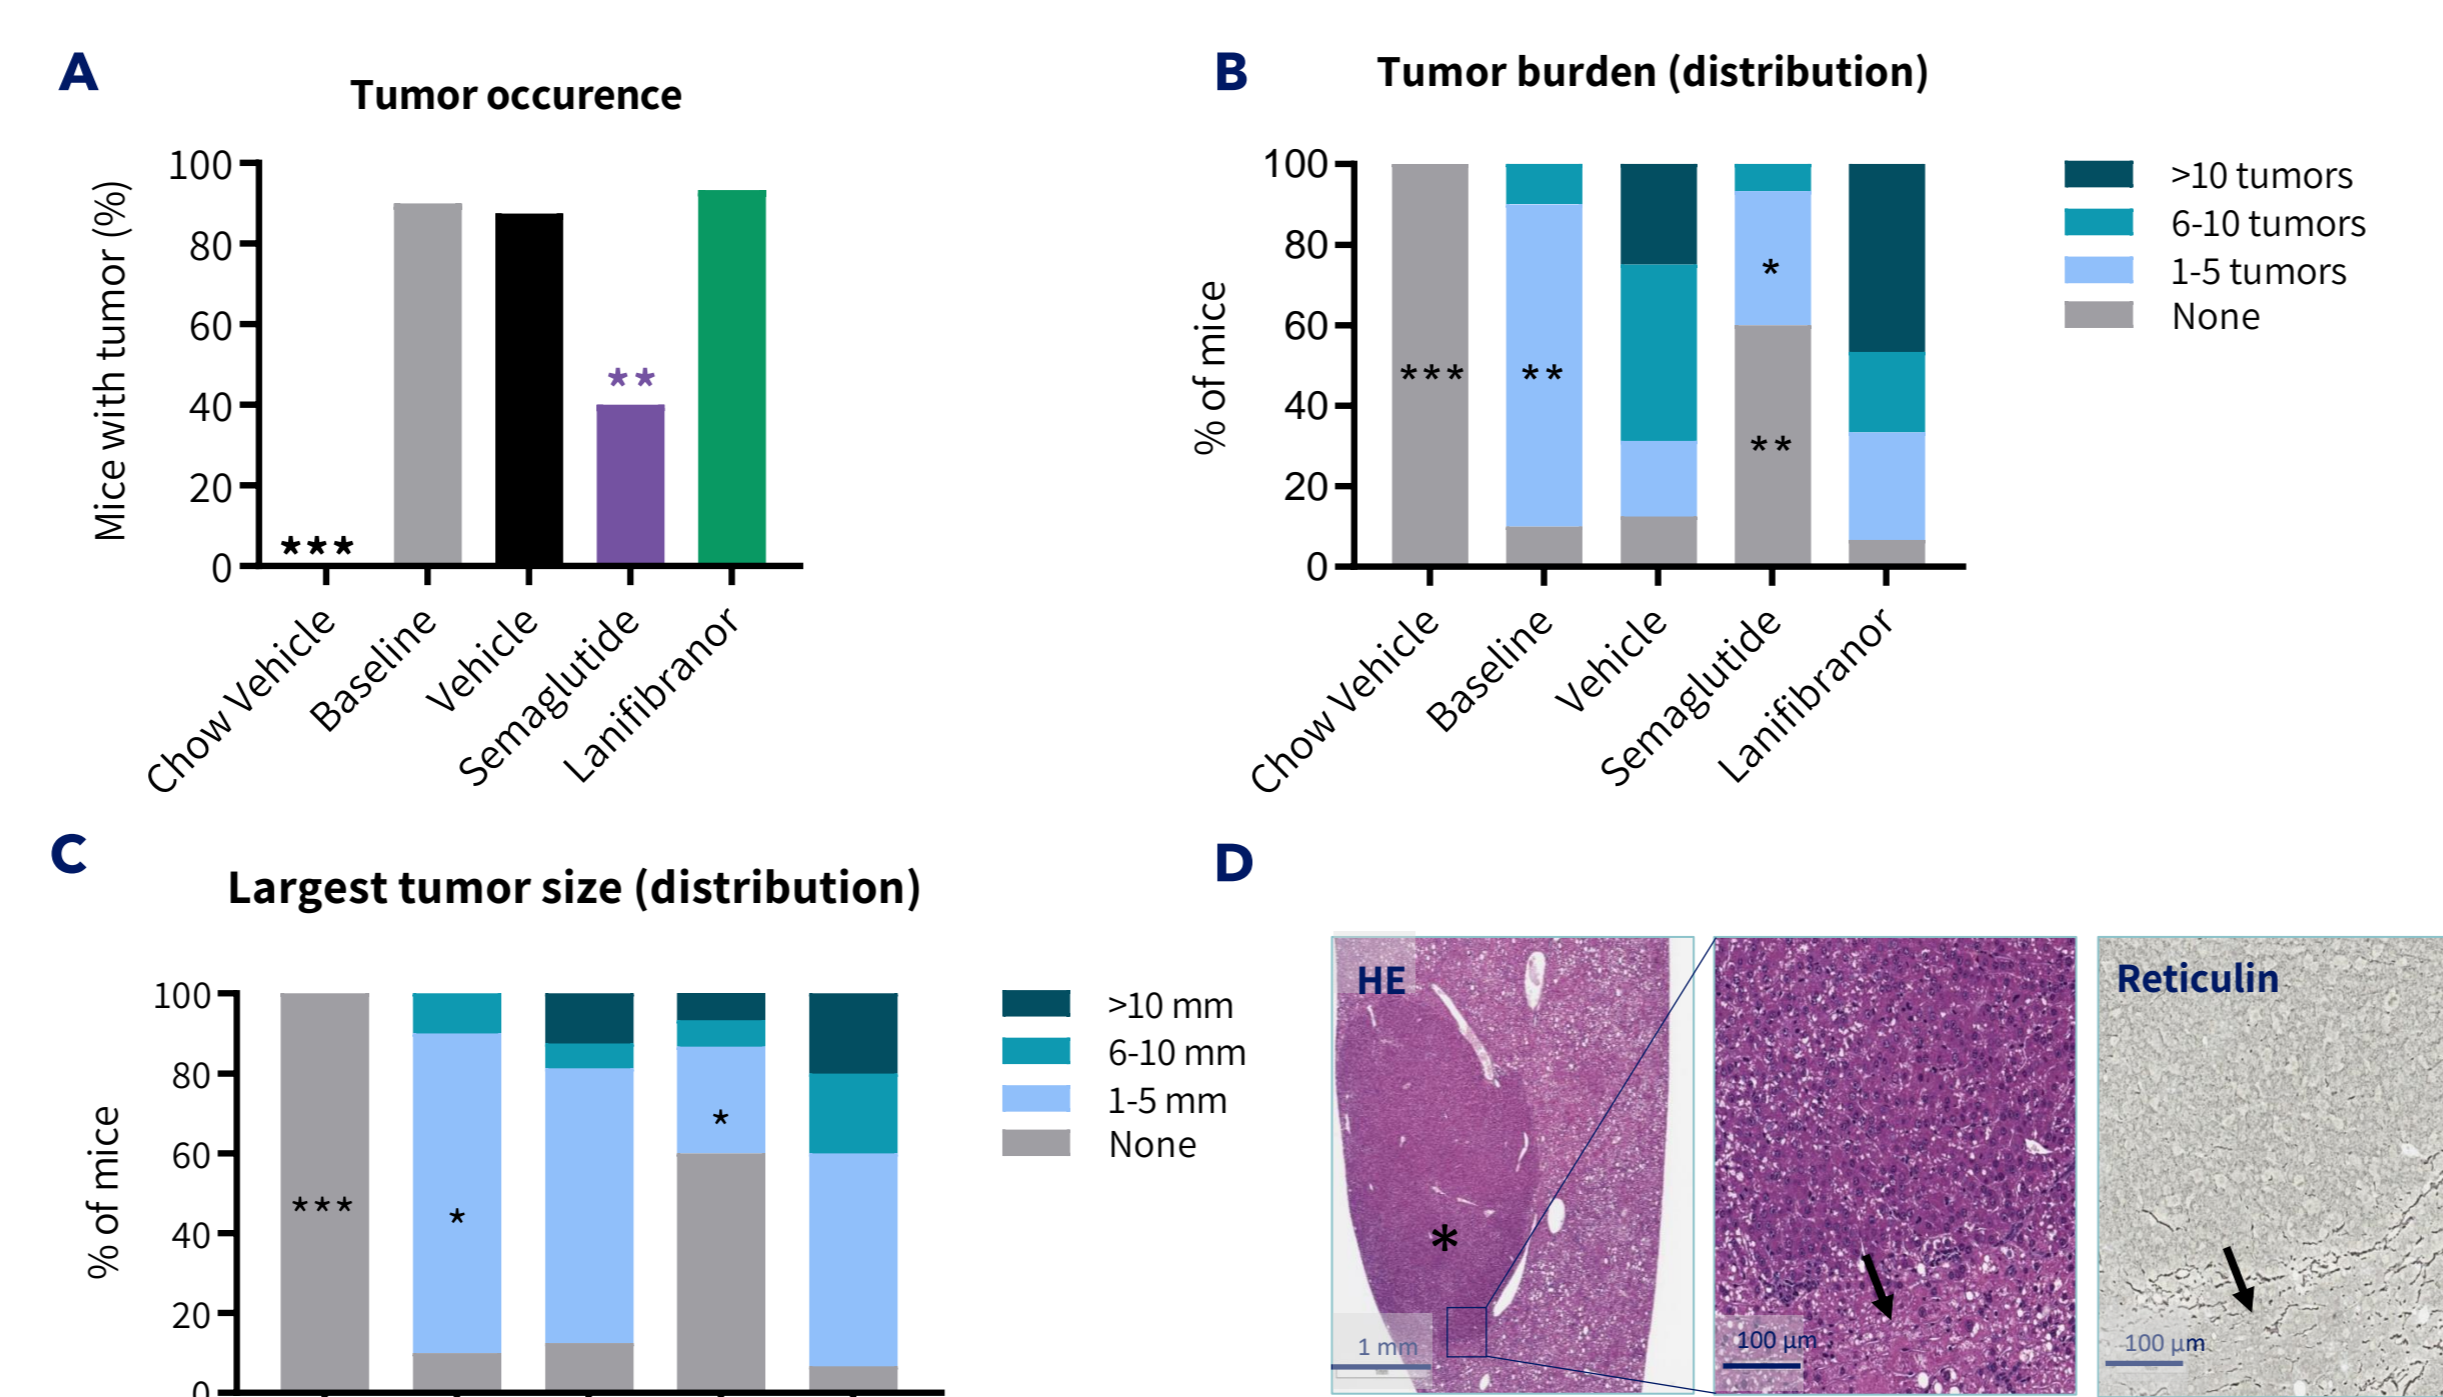 A
Tumor occurence
Mice with tumor (%)
100
80
60
40
20
0
***
**
Chow Vehicle
Baseline
Vehicle
Semaglutide
Lanifibranor
B
Tumor burden (distribution)
% of mice
100
80
60
40
20
0
***
**
*
**
Chow Vehicle
Baseline
Vehicle
Semaglutide
Lanifibranor
>10 tumors
6-10 tumors
1-5 tumors
None
C
Largest tumor size (distribution)
% of mice
100
80
60
40
20
0
***
*
*
>10 mm
6-10 mm
1-5 mm
None
D
HE
*
1 mm
100 µm
Reticulin
100 µm